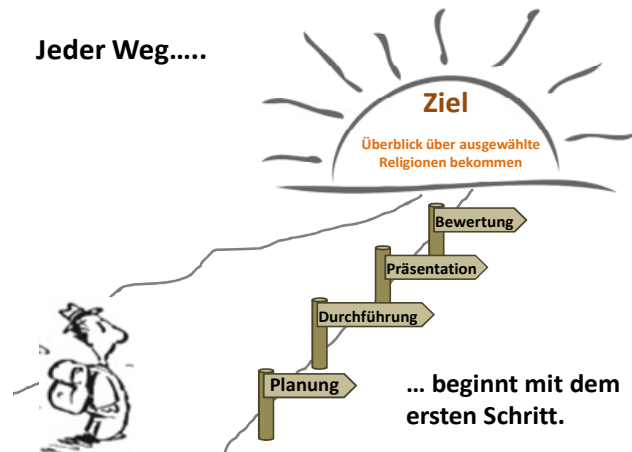 Jeder Weg.....
Ziel
Überblick über ausgewählte
Religionen bekommen
Bewertung
Präsentation
Durchführung
Planung
... beginnt mit dem
ersten Schritt.